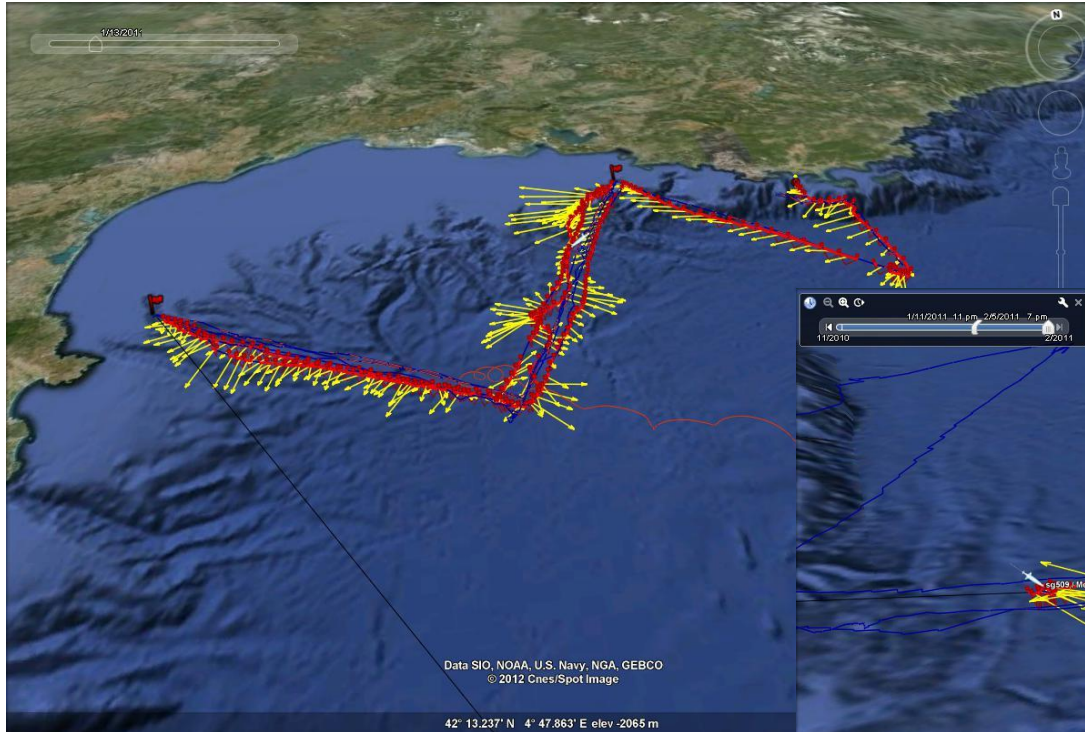 1/13/2011
N
1/11/2011 11 pm 2/5/2011 7 pm
11/2010
2/2011
sg509 / Mo
Data SIO, NOAA, U.S. Navy, NGA, GEBCO
© 2012 Cnes/Spot Image
42° 13.237' N 4° 47.863' E elev -2065 m